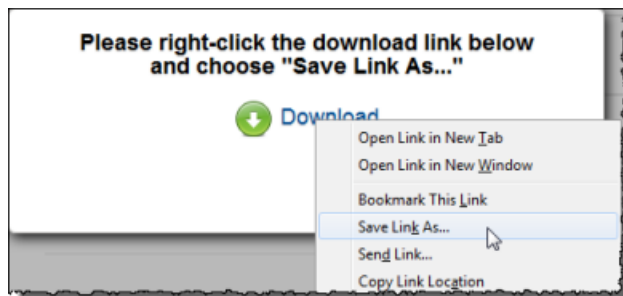 Please right-click the download link below
and choose "Save Link As..."
Download
Open Link in New Tab
Open Link in New Window
Bookmark This Link
Save Link As...
Send Link...
Copy Link Location